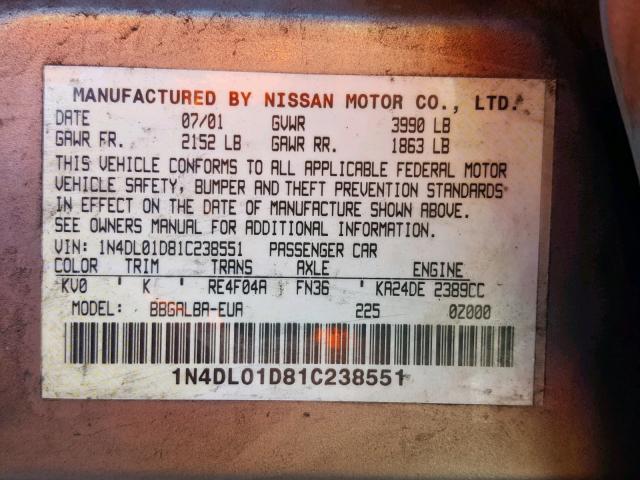 MANUFACTURED BY NISSAN MOTOR CO., LTD.
DATE 07/01 GVWR 3990 LB
GAWR FR. 2152 LB GAWR RR. 1863 LB
THIS VEHICLE CONFORMS TO ALL APPLICABLE FEDERAL MOTOR
VEHICLE SAFETY, BUMPER AND THEFT PREVENTION STANDARDS
IN EFFECT ON THE DATE OF MANUFACTURE SHOWN ABOVE.
SEE OWNERS MANUAL FOR ADDITIONAL INFORMATION.
VIN: 1N4DL01D81C238551 PASSENGER CAR
COLOR TRIM TRANS AXLE ENGINE
KV0 ' K ' RE4F04A FN36 ' KA24DE 2389CC
MODEL: BBGALBA-EUA 225 0Z000
1N4DL01D81C238551